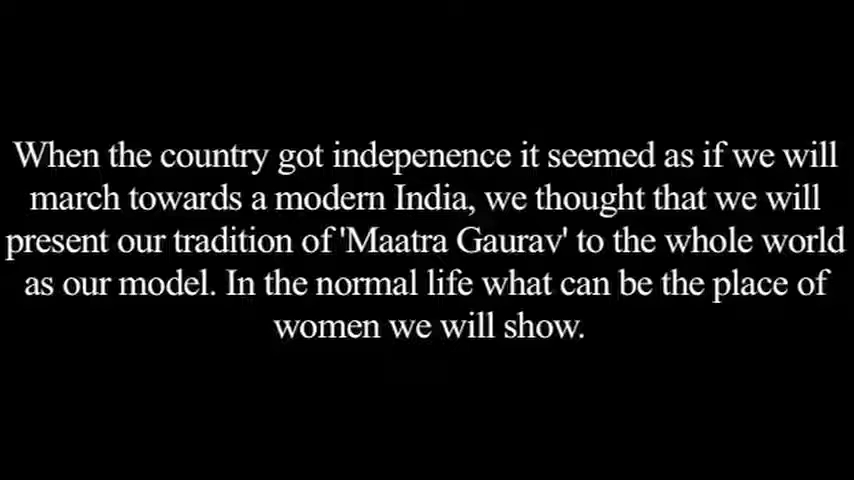 When the country got indepenence it seemed as if we will
march towards a modern India, we thought that we will
present our tradition of 'Maatra Gaurav' to the whole world
as our model. In the normal life what can be the place of
women we will show.